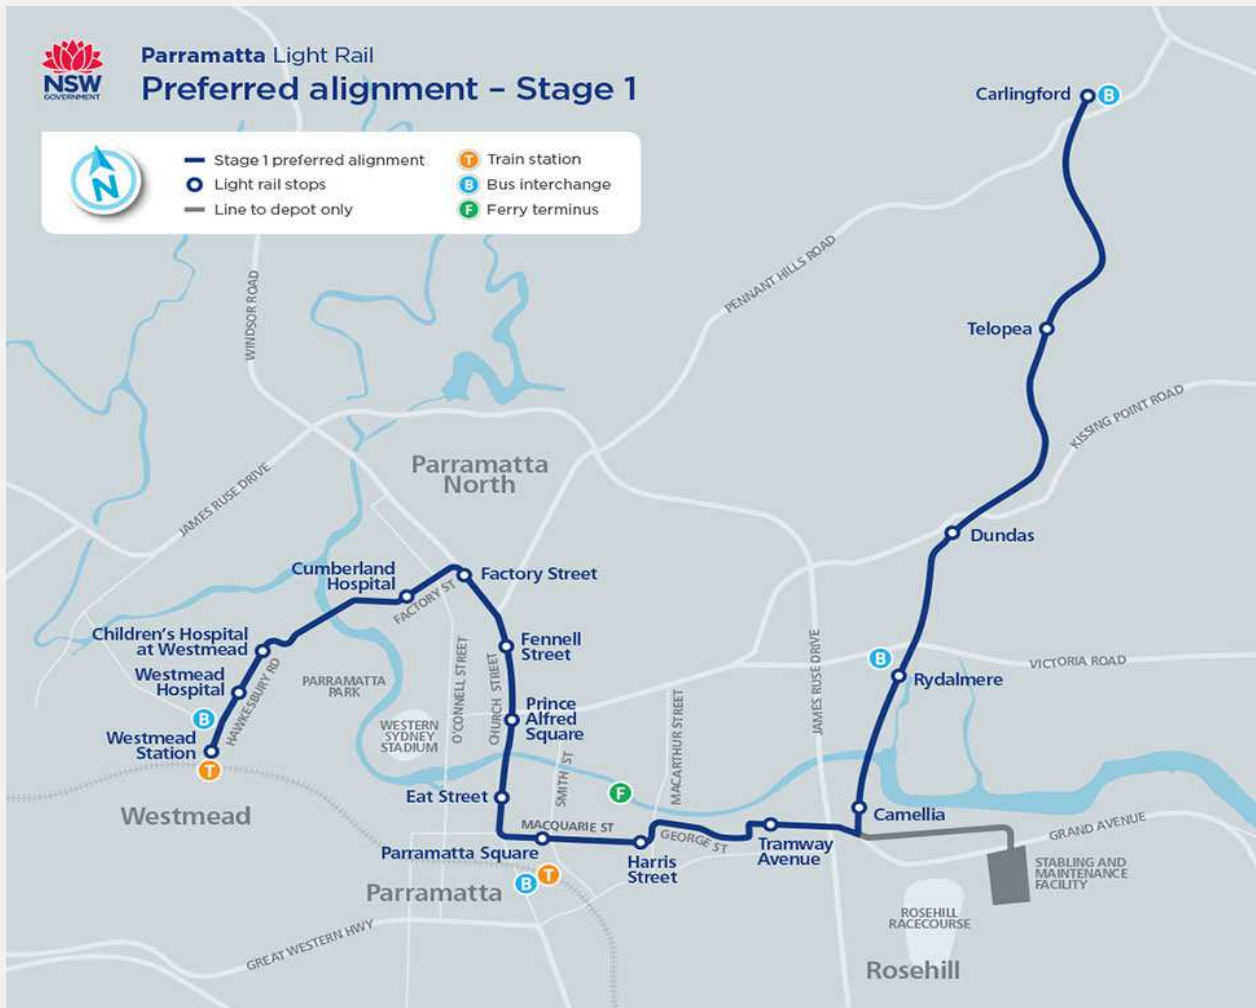 Parramatta Light Rail
NSW
GOVERNMENT
Preferred alignment – Stage 1
Stage 1 preferred alignment
Light rail stops
Line to depot only
T Train station
B Bus interchange
F Ferry terminus
N
Carlingford
B
PENNANT HILLS ROAD
WINDSOR ROAD
Telopea
KISSING POINT ROAD
Parramatta
North
JAMES RUSE DRIVE
Dundas
Cumberland
Hospital
Factory Street
FACTORY ST
Children's Hospital
at Westmead
Fennell
Street
O'CONNELL STREET
CHURCH STREET
JAMES RUSE DRIVE
B
VICTORIA ROAD
Westmead
Hospital
HAWKESBURY RD
PARRAMATTA
PARK
Rydalmere
B
WESTERN
SYDNEY
STADIUM
Prince
Alfred
Square
MACARTHUR STREET
Westmead
Station
T
SMITH ST
Eat Street
F
Westmead
Camellia
MACQUARIE ST
GEORGE ST
GRAND AVENUE
Parramatta Square
Harris
Street
Tramway
Avenue
STABLING AND
MAINTENANCE
FACILITY
Parramatta
B
T
GREAT WESTERN HWY
ROSEHILL
RACECOURSE
Rosehill